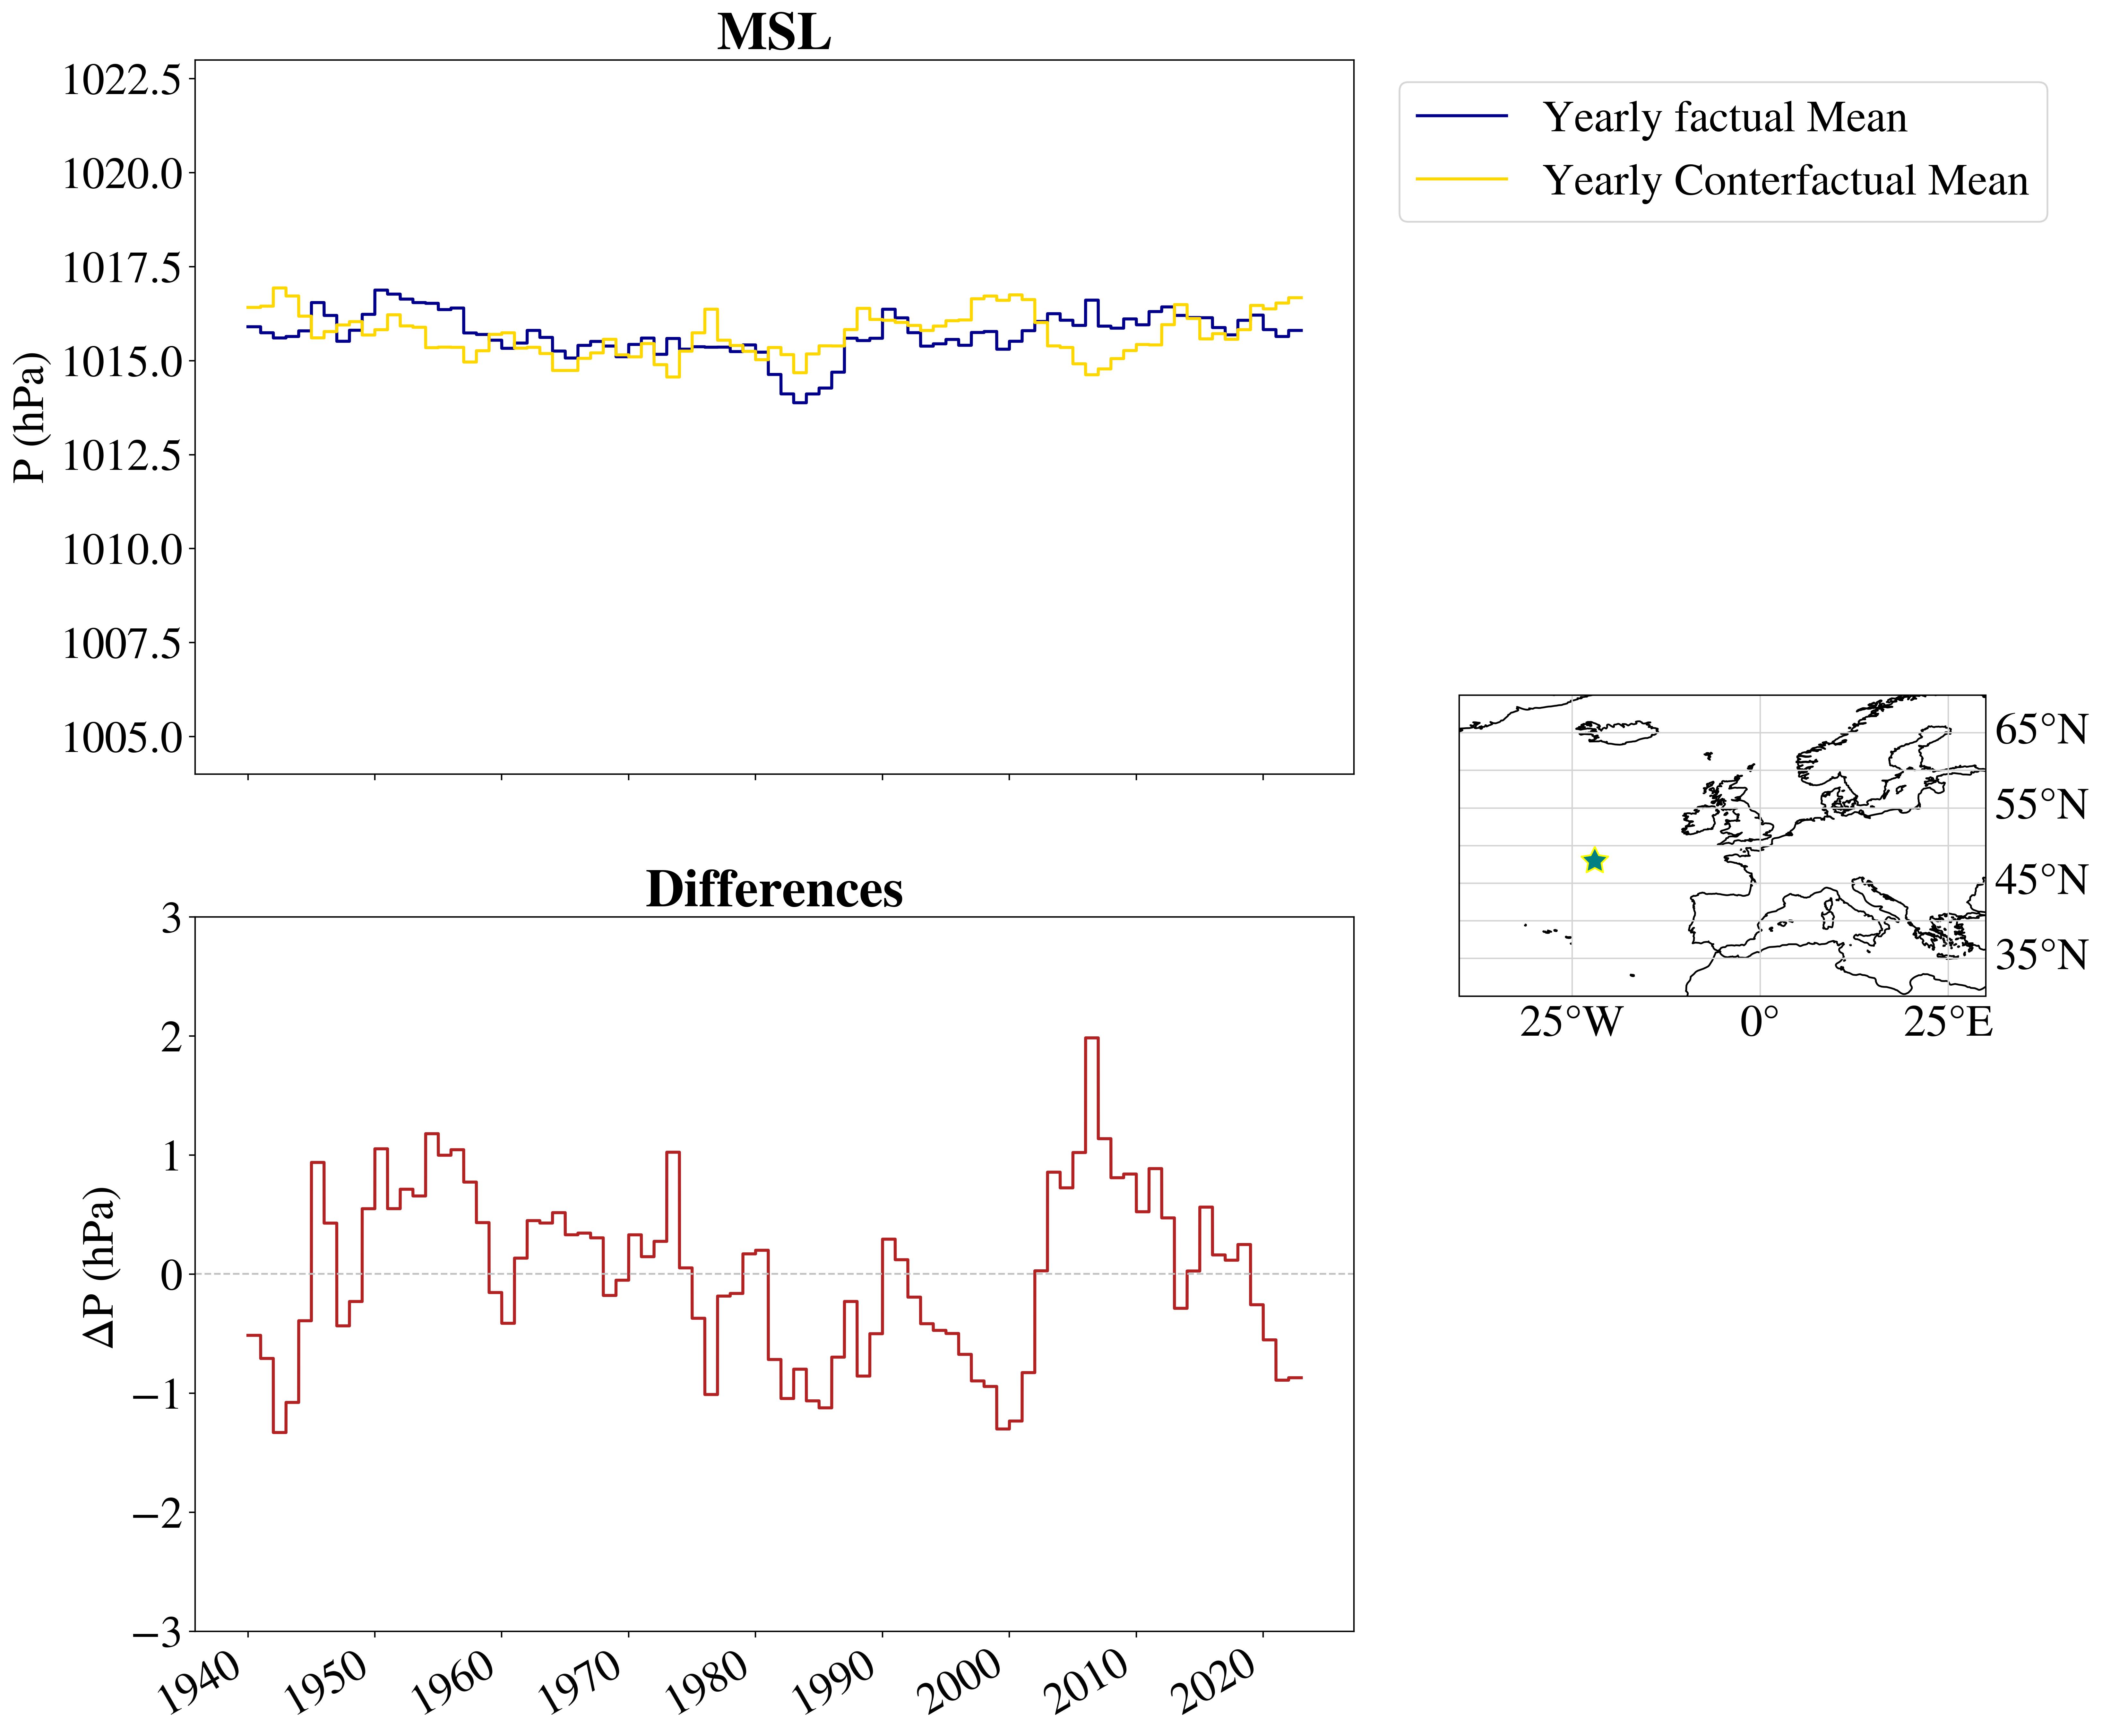 MSL
P (hPa)
1022.5
1020.0
1017.5
1015.0
1012.5
1010.0
1007.5
1005.0
Yearly factual Mean
Yearly Conterfactual Mean
65°N
55°N
45°N
35°N
25°W 0° 25°E
Differences
ΔP (hPa)
3
2
1
0
−1
−2
−3
1940 1950 1960 1970 1980 1990 2000 2010 2020